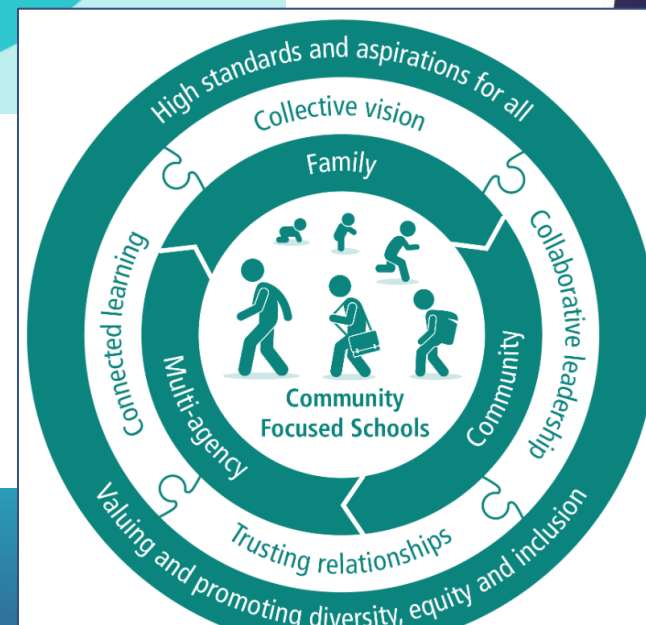 High standards and aspirations for all
Collective vision
Family
Connected learning
Collaborative leadership
Multi-agency
Community
Community
Focused Schools
Trusting relationships
Valuing and promoting diversity, equity and inclusion